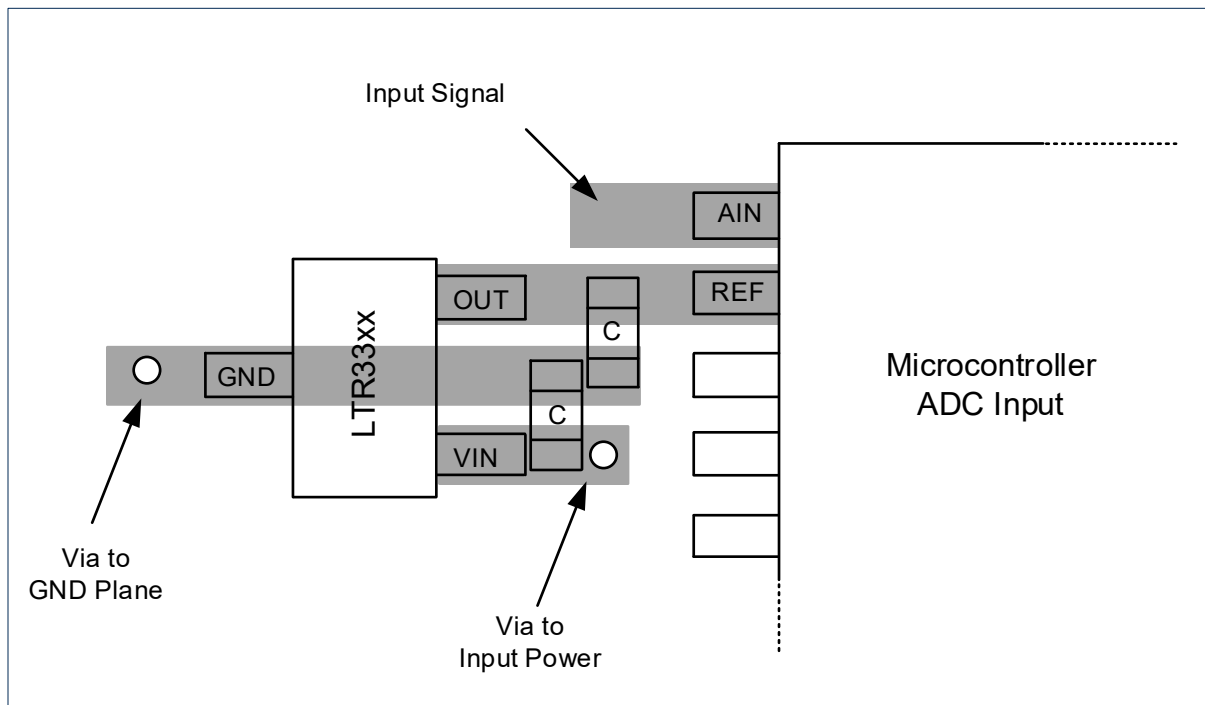 Input Signal
AIN
OUT
REF
C
GND
LTR33xx
Microcontroller
ADC Input
C
VIN
Via to
GND Plane
Via to
Input Power